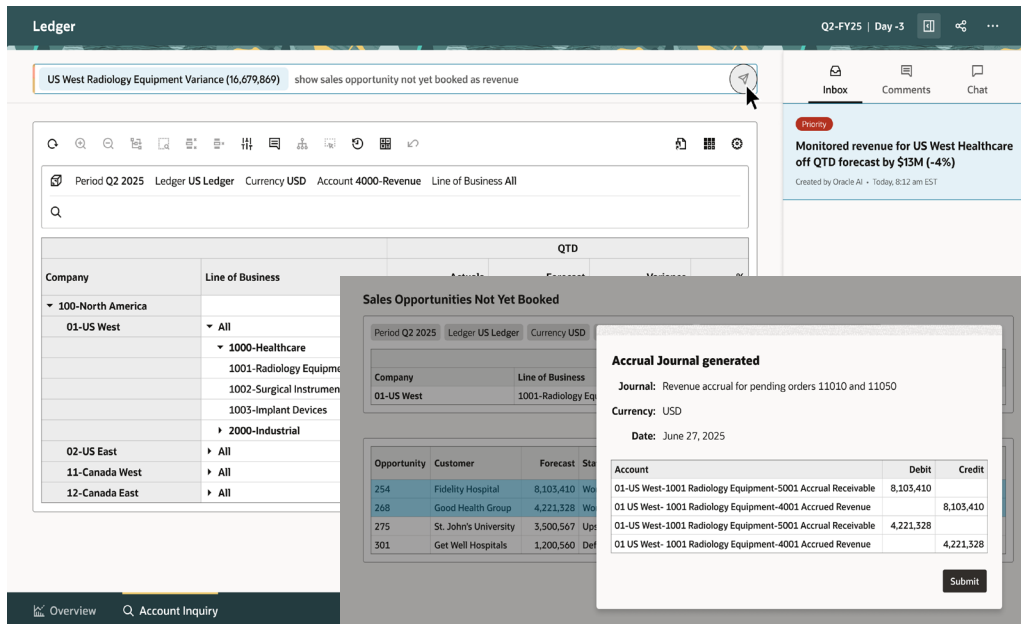 Ledger
Q2-FY25 | Day -3
US West Radiology Equipment Variance (16,679,869) show sales opportunity not yet booked as revenue
Inbox Comments Chat
Priority
Monitored revenue for US West Healthcare
off QTD forecast by $13M (-4%)
Created by Oracle AI • Today, 8:12 am EST
Period Q2 2025 Ledger US Ledger Currency USD Account 4000-Revenue Line of Business All
QTD
Company Line of Business Actuals Forecast Variance %
100-North America
01-US West All
1000-Healthcare
1001-Radiology Equipme
1002-Surgical Instrumen
1003-Implant Devices
2000-Industrial
02-US East All
11-Canada West All
12-Canada East All
Overview Account Inquiry
Sales Opportunities Not Yet Booked
Period Q2 2025 Ledger US Ledger Currency USD
Company Line of Business
01-US West 1001-Radiology Equ
Opportunity Customer Forecast Sta
254 Fidelity Hospital 8,103,410 Wo
268 Good Health Group 4,221,328 Wo
275 St. John's University 3,500,567 Ups
301 Get Well Hospitals 1,200,560 Def
Accrual Journal generated
Journal: Revenue accrual for pending orders 11010 and 11050
Currency: USD
Date: June 27, 2025
Account Debit Credit
01-US West-1001 Radiology Equipment-5001 Accrual Receivable 8,103,410
01 US West- 1001 Radiology Equipment-4001 Accrued Revenue 8,103,410
01-US West-1001 Radiology Equipment-5001 Accrual Receivable 4,221,328
01 US West- 1001 Radiology Equipment-4001 Accrued Revenue 4,221,328
Submit